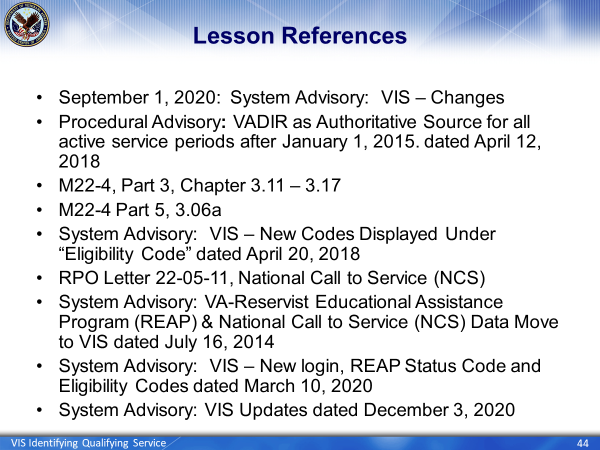 Lesson References
• September 1, 2020:  System Advisory:  VIS – Changes
• Procedural Advisory: VADIR as Authoritative Source for all
active service periods after January 1, 2015. dated April 12,
2018
• M22-4, Part 3, Chapter 3.11 – 3.17
• M22-4 Part 5, 3.06a
• System Advisory:  VIS – New Codes Displayed Under
“Eligibility Code” dated April 20, 2018
• RPO Letter 22-05-11, National Call to Service (NCS)
• System Advisory: VA-Reservist Educational Assistance
Program (REAP) & National Call to Service (NCS) Data Move
to VIS dated July 16, 2014
• System Advisory:  VIS – New login, REAP Status Code and
Eligibility Codes dated March 10, 2020
• System Advisory: VIS Updates dated December 3, 2020
VIS Identifying Qualifying Service
44